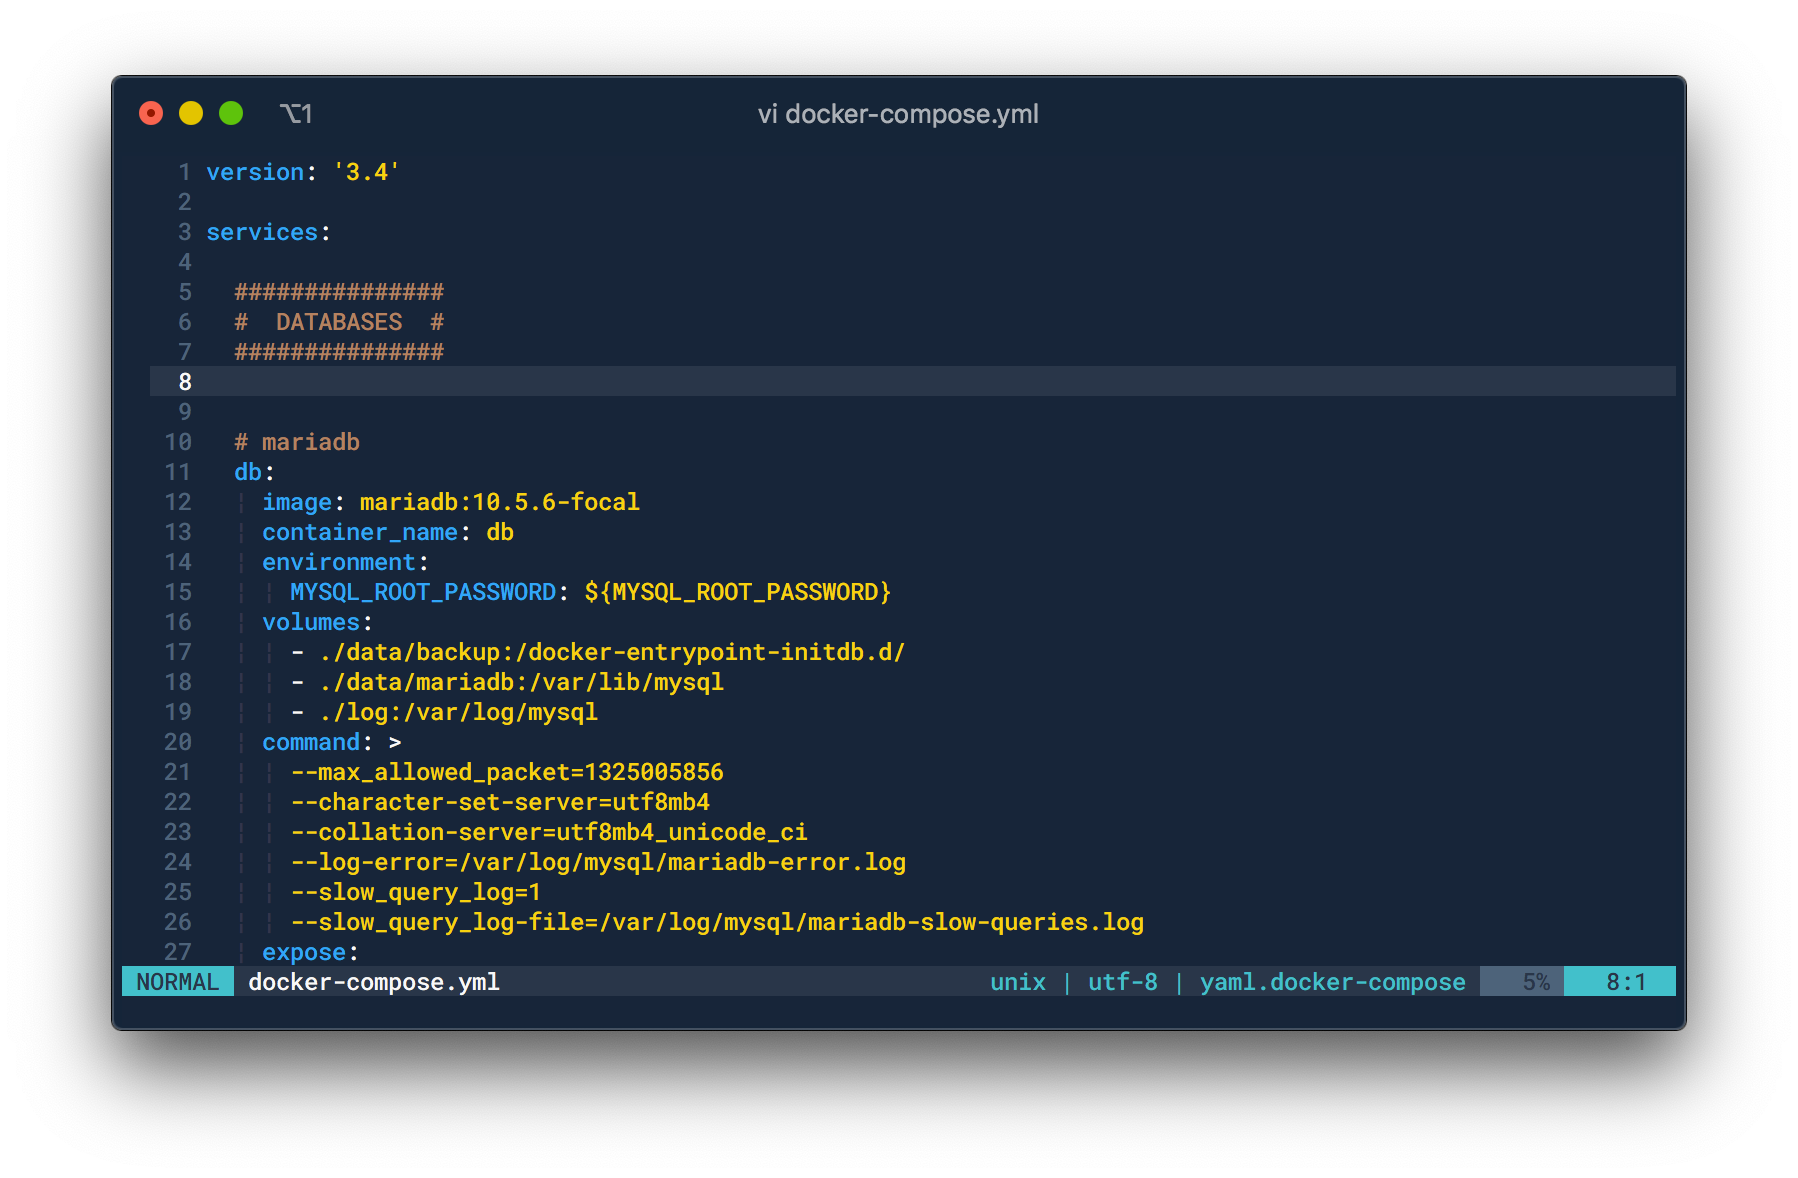 ⌥1 vi docker-compose.yml
1 version: '3.4'
2
3 services:
4
5   ###############
6   #  DATABASES  #
7   ###############
8
9
10   # mariadb
11   db:
12     image: mariadb:10.5.6-focal
13     container_name: db
14     environment:
15       MYSQL_ROOT_PASSWORD: ${MYSQL_ROOT_PASSWORD}
16     volumes:
17       - ./data/backup:/docker-entrypoint-initdb.d/
18       - ./data/mariadb:/var/lib/mysql
19       - ./log:/var/log/mysql
20     command: >
21       --max_allowed_packet=1325005856
22       --character-set-server=utf8mb4
23       --collation-server=utf8mb4_unicode_ci
24       --log-error=/var/log/mysql/mariadb-error.log
25       --slow_query_log=1
26       --slow_query_log-file=/var/log/mysql/mariadb-slow-queries.log
27     expose:
NORMAL docker-compose.yml unix | utf-8 | yaml.docker-compose 5% 8:1